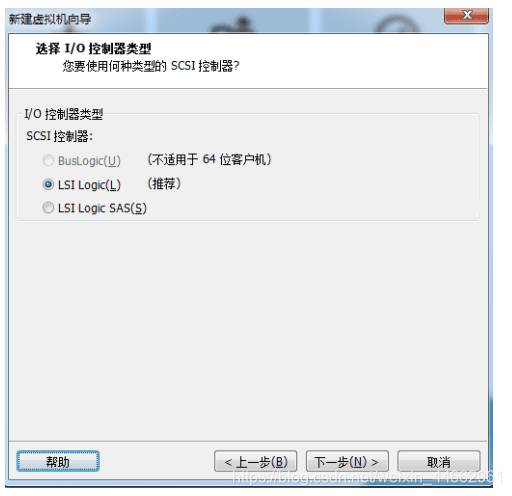 新建虚拟机向导
选择 I/O 控制器类型
您要使用何种类型的 SCSI 控制器?
I/O 控制器类型
SCSI 控制器:
BusLogic(U) (不适用于 64 位客户机)
LSI Logic(L) (推荐)
LSI Logic SAS(S)
帮助 < 上一步(B) 下一步(N) > 取消
https://blog.csdn.net/weixin_44662961